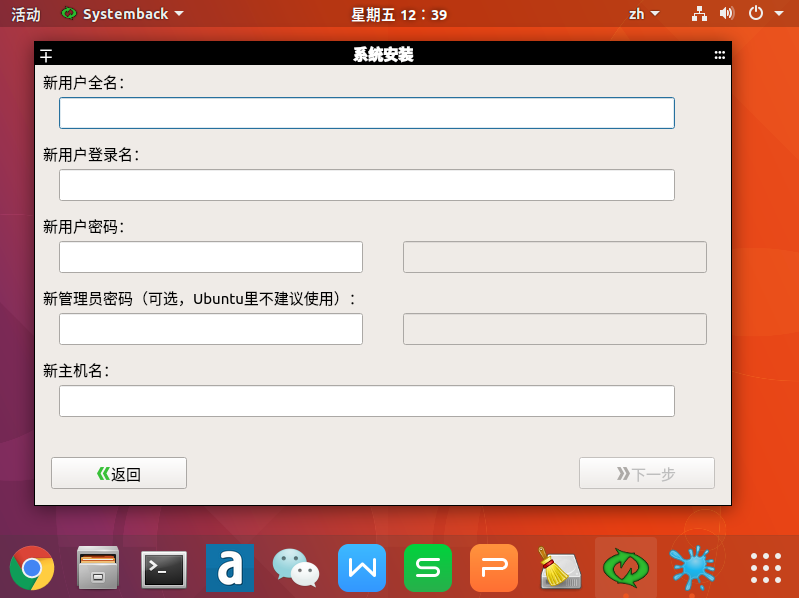 活动 Systemback 星期五 12：39 zh
系统安装
新用户全名：
新用户登录名：
新用户密码：
新管理员密码（可选，Ubuntu里不建议使用）：
新主机名：
返回 下一步
>_ a W S P